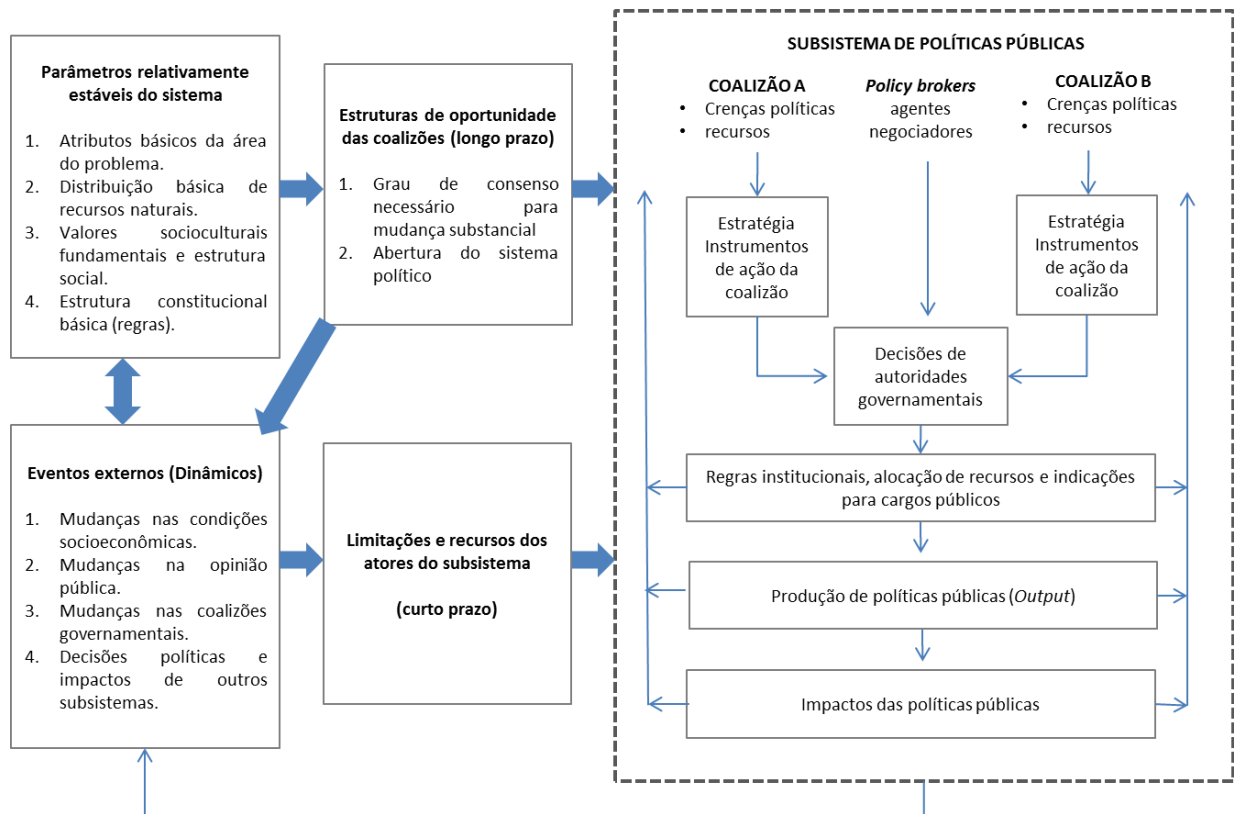 Parâmetros relativamente
estáveis do sistema
1. Atributos básicos da área
do problema.
2. Distribuição básica de
recursos naturais.
3. Valores socioculturais
fundamentais e estrutura
social.
4. Estrutura constitucional
básica (regras).
Estruturas de oportunidade
das coalizões (longo prazo)
1. Grau de consenso
necessário para
mudança substancial
2. Abertura do sistema
político
Eventos externos (Dinâmicos)
1. Mudanças nas condições
socioeconômicas.
2. Mudanças na opinião
pública.
3. Mudanças nas coalizões
governamentais.
4. Decisões políticas e
impactos de outros
subsistemas.
Limitações e recursos dos
atores do subsistema
(curto prazo)
SUBSISTEMA DE POLÍTICAS PÚBLICAS
COALIZÃO A
• Crenças políticas
• recursos
Policy brokers
agentes
negociadores
COALIZÃO B
• Crenças políticas
• recursos
Estratégia
Instrumentos
de ação da
coalizão
Estratégia
Instrumentos
de ação da
coalizão
Decisões de
autoridades
governamentais
Regras institucionais, alocação de recursos e indicações
para cargos públicos
Produção de políticas públicas (Output)
Impactos das políticas públicas